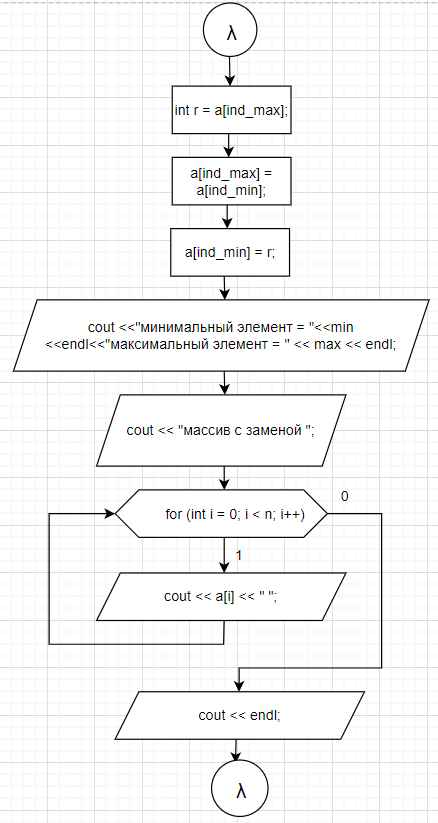 λ
int r = a[ind_max];
a[ind_max] =
a[ind_min];
a[ind_min] = r;
cout <<"минимальный элемент = "<<min
<<endl<<"максимальный элемент = " << max << endl;
cout << "массив с заменой ";
0
for (int i = 0; i < n; i++)
1
cout << a[i] << " ";
cout << endl;
λ